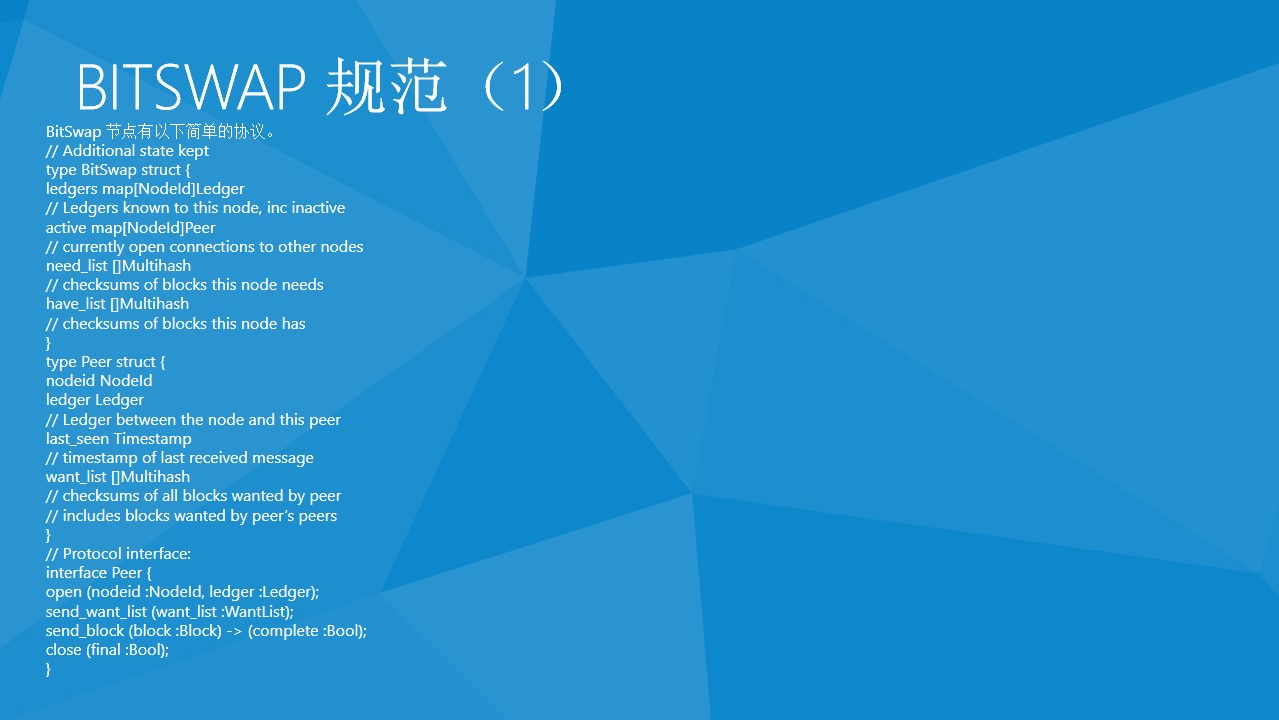 BITSWAP 规范（1）
BitSwap 节点有以下简单的协议。
// Additional state kept
type BitSwap struct {
ledgers map[NodeId]Ledger
// Ledgers known to this node, inc inactive
active map[NodeId]Peer
// currently open connections to other nodes
need_list []Multihash
// checksums of blocks this node needs
have_list []Multihash
// checksums of blocks this node has
}
type Peer struct {
nodeid NodeId
ledger Ledger
// Ledger between the node and this peer
last_seen Timestamp
// timestamp of last received message
want_list []Multihash
// checksums of all blocks wanted by peer
// includes blocks wanted by peer’s peers
}
// Protocol interface:
interface Peer {
open (nodeid :NodeId, ledger :Ledger);
send_want_list (want_list :WantList);
send_block (block :Block) -> (complete :Bool);
close (final :Bool);
}